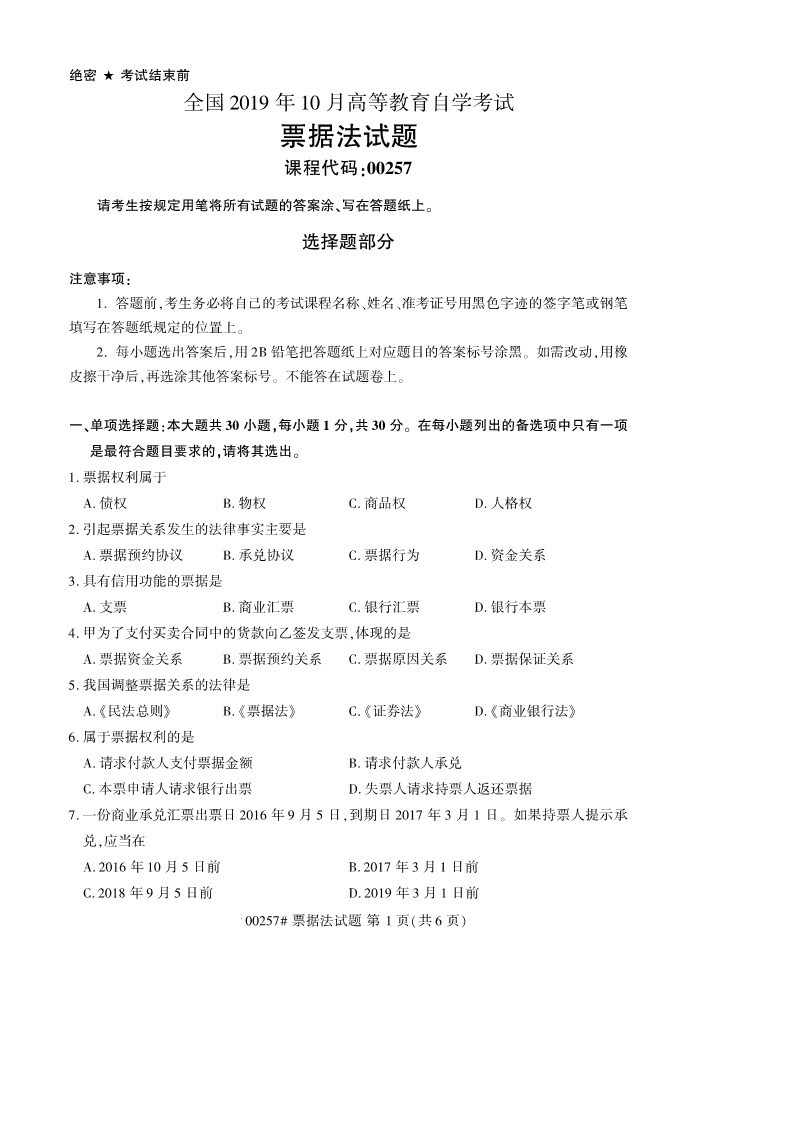 绝密 ★ 考试结束前
全国 2019 年 10 月高等教育自学考试
票据法试题
课程代码:00257
请考生按规定用笔将所有试题的答案涂、写在答题纸上。
选择题部分
注意事项:
1. 答题前,考生务必将自己的考试课程名称、姓名、准考证号用黑色字迹的签字笔或钢笔
填写在答题纸规定的位置上。
2. 每小题选出答案后,用 2B 铅笔把答题纸上对应题目的答案标号涂黑。如需改动,用橡
皮擦干净后,再选涂其他答案标号。不能答在试题卷上。
一、单项选择题:本大题共 30 小题,每小题 1 分,共 30 分。在每小题列出的备选项中只有一项
是最符合题目要求的,请将其选出。
1. 票据权利属于
A. 债权 B. 物权 C. 商品权 D. 人格权
2. 引起票据关系发生的法律事实主要是
A. 票据预约协议 B. 承兑协议 C. 票据行为 D. 资金关系
3. 具有信用功能的票据是
A. 支票 B. 商业汇票 C. 银行汇票 D. 银行本票
4. 甲为了支付买卖合同中的货款向乙签发支票,体现的是
A. 票据资金关系 B. 票据预约关系 C. 票据原因关系 D. 票据保证关系
5. 我国调整票据关系的法律是
A.《民法总则》 B.《票据法》 C.《证券法》 D.《商业银行法》
6. 属于票据权利的是
A. 请求付款人支付票据金额 B. 请求付款人承兑
C. 本票申请人请求银行出票 D. 失票人请求持票人返还票据
7. 一份商业承兑汇票出票日 2016 年 9 月 5 日,到期日 2017 年 3 月 1 日。如果持票人提示承
兑,应当在
A. 2016 年 10 月 5 日前 B. 2017 年 3 月 1 日前
C. 2018 年 9 月 5 日前 D. 2019 年 3 月 1 日前
00257# 票据法试题 第 1 页(共 6 页)